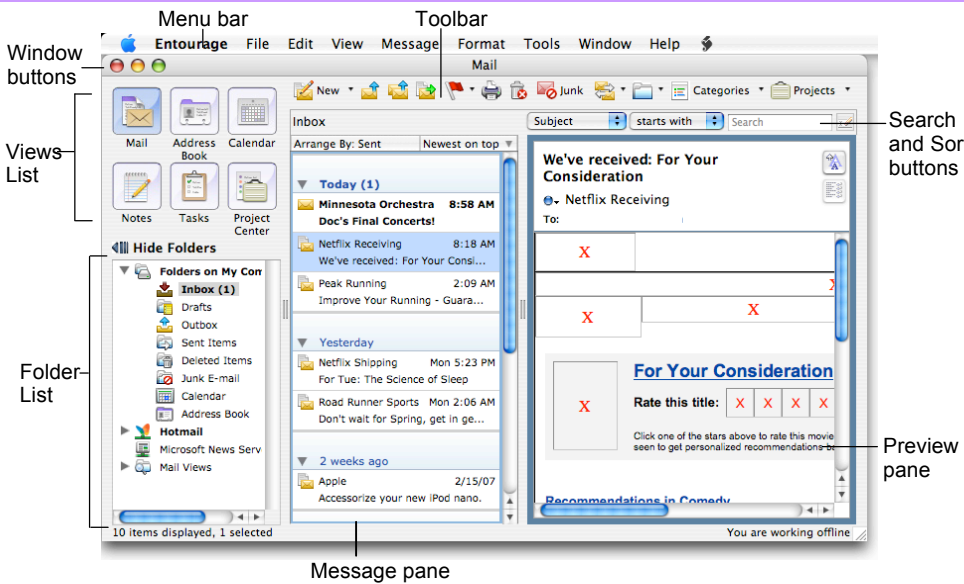 Menu bar
Toolbar
Entourage File Edit View Message Format Tools Window Help
Window
buttons
Mail
New
Junk
Categories
Projects
Mail
Address
Book
Calendar
Notes
Tasks
Project
Center
Views
List
Hide Folders
Folders on My Con
Inbox (1)
Drafts
Outbox
Sent Items
Deleted Items
Junk E-mail
Calendar
Address Book
Hotmail
Microsoft News Serv
Mail Views
Folder
List
10 items displayed, 1 selected
Inbox
Arrange By: Sent Newest on top
Today (1)
Minnesota Orchestra 8:58 AM
Doc's Final Concerts!
Netflix Receiving 8:18 AM
We've received: For Your Consi...
Peak Running 2:09 AM
Improve Your Running - Guara...
Yesterday
Netflix Shipping Mon 5:23 PM
For Tue: The Science of Sleep
Road Runner Sports Mon 2:06 AM
Don't wait for Spring, get in ge...
2 weeks ago
Apple 2/15/07
Accessorize your new iPod nano.
Message pane
Subject
starts with
Search
Search
and Sor
buttons
We've received: For Your
Consideration
Netflix Receiving
To:
X
X
X
X
For Your Consideration
X
Rate this title: X X X X
Click one of the stars above to rate this movie
seen to get personalized recommendations ba
Recommendations in Comedy
Preview
pane
You are working offline